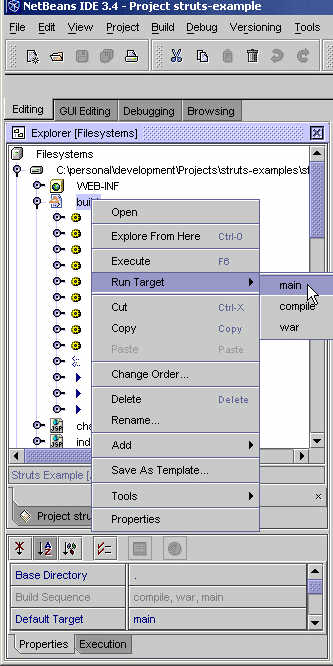 NetBeans IDE 3.4 - Project struts-example
File Edit View Project Build Debug Versioning Tools
Editing GUI Editing Debugging Browsing
Explorer [Filesystems]
Filesystems
C:\personal\development\Projects\struts-examples\st
WEB-INF
build
Open
Explore From Here Ctrl-O
Execute F6
Run Target
main
compile
war
Cut Ctrl-X
Copy Copy
Paste Paste
Change Order...
Delete Delete
Rename...
Add
Save As Template...
Tools
Properties
cha
ind
Struts Example [
Project stru
Base Directory .
Build Sequence compile, war, main
Default Target main
Properties Execution